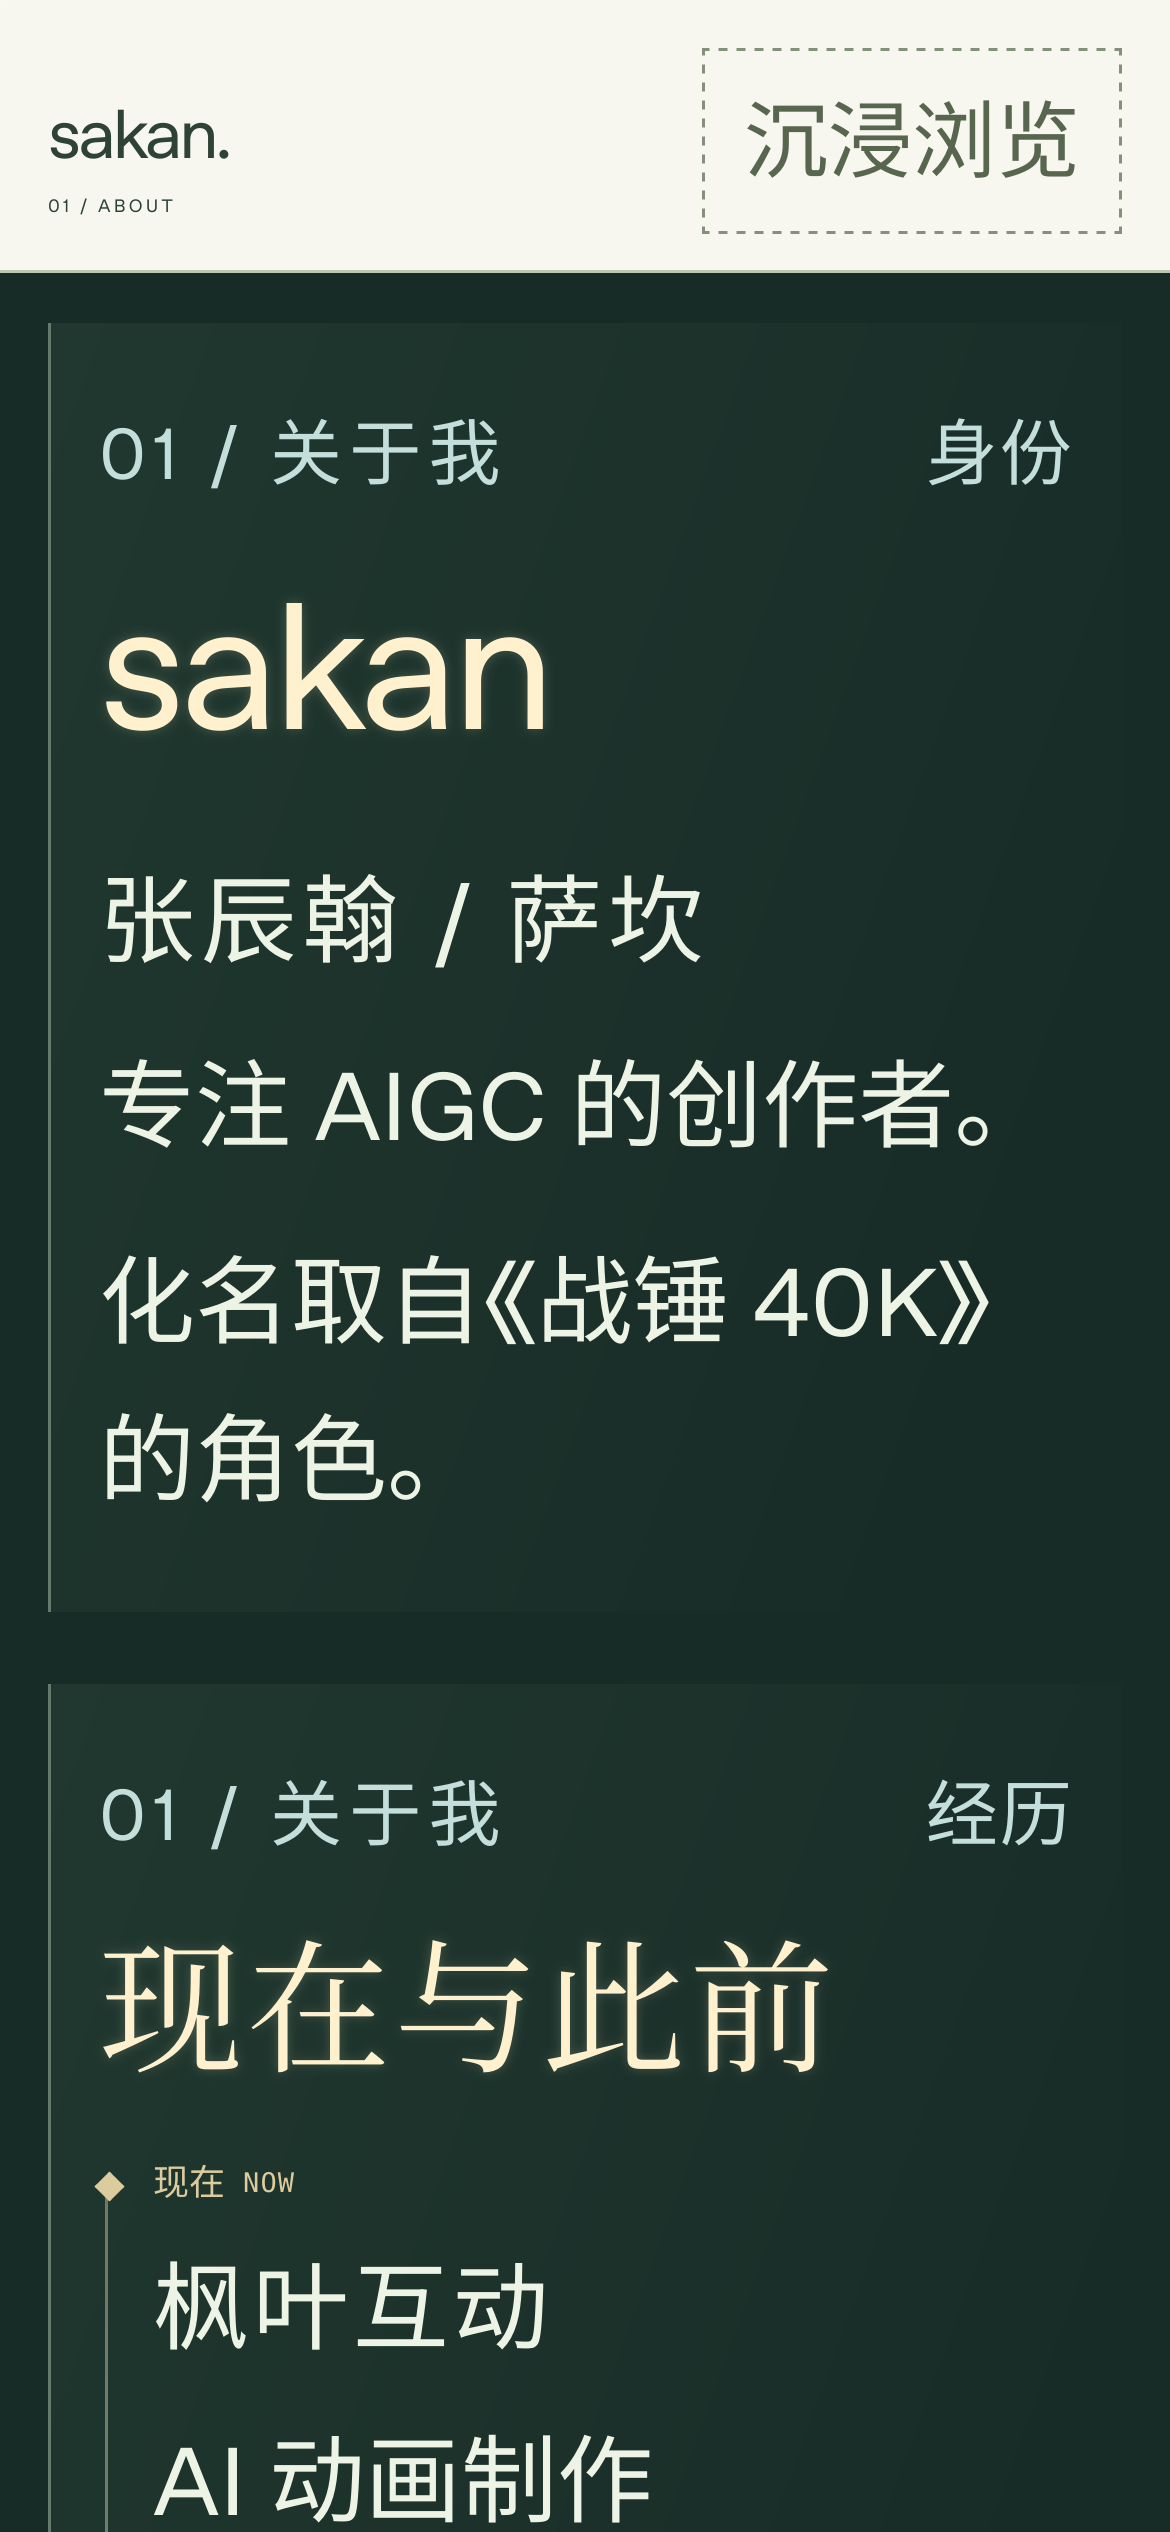 sakan.
01 / ABOUT
沉浸浏览
01 / 关于我
身份
sakan
张辰翰 / 萨坎
专注 AIGC 的创作者。
化名取自《战锤 40K》
的角色。
01 / 关于我
经历
现在与此前
现在 NOW
枫叶互动
AI 动画制作